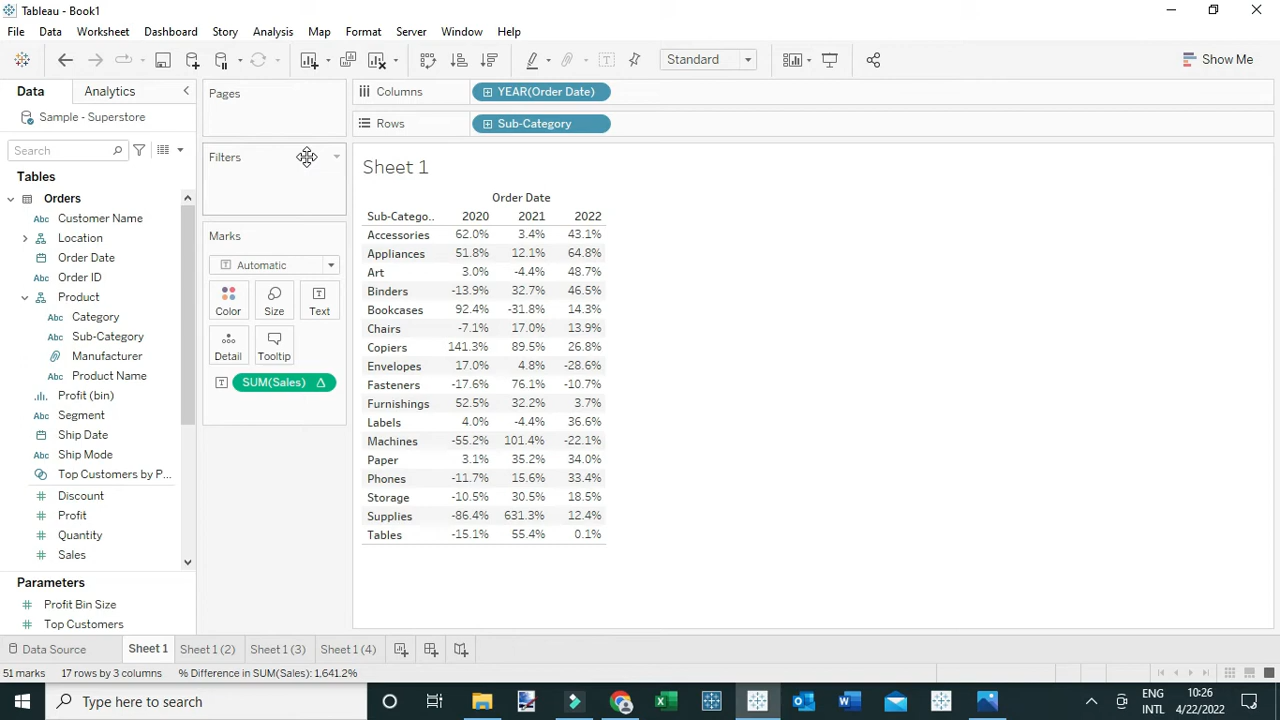 Tableau - Book1
File Data Worksheet Dashboard Story Analysis Map Format Server Window Help
Standard
Show Me
Data Analytics
Sample - Superstore
Search
Tables
Orders
Abc Customer Name
Location
Order Date
Abc Order ID
Product
Abc Category
Abc Sub-Category
Manufacturer
Abc Product Name
Profit (bin)
Abc Segment
Ship Date
Abc Ship Mode
Top Customers by P...
# Discount
# Profit
# Quantity
# Sales
Parameters
# Profit Bin Size
# Top Customers
Pages
Filters
Marks
T Automatic
Color Size Text
Detail Tooltip
T SUM(Sales) Δ
Columns YEAR(Order Date)
Rows Sub-Category
Sheet 1
Order Date
Sub-Catego.. 2020 2021 2022
Accessories 62.0% 3.4% 43.1%
Appliances 51.8% 12.1% 64.8%
Art 3.0% -4.4% 48.7%
Binders -13.9% 32.7% 46.5%
Bookcases 92.4% -31.8% 14.3%
Chairs -7.1% 17.0% 13.9%
Copiers 141.3% 89.5% 26.8%
Envelopes 17.0% 4.8% -28.6%
Fasteners -17.6% 76.1% -10.7%
Furnishings 52.5% 32.2% 3.7%
Labels 4.0% -4.4% 36.6%
Machines -55.2% 101.4% -22.1%
Paper 3.1% 35.2% 34.0%
Phones -11.7% 15.6% 33.4%
Storage -10.5% 30.5% 18.5%
Supplies -86.4% 631.3% 12.4%
Tables -15.1% 55.4% 0.1%
Data Source Sheet 1 Sheet 1 (2) Sheet 1 (3) Sheet 1 (4)
51 marks 17 rows by 3 columns % Difference in SUM(Sales): 1,641.2%
Type here to search
ENG
INTL
10:26
4/22/2022